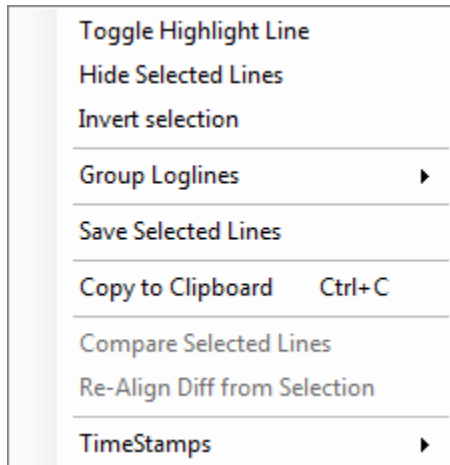 Toggle Highlight Line
Hide Selected Lines
Invert selection
Group Loglines
Save Selected Lines
Copy to Clipboard Ctrl+C
Compare Selected Lines
Re-Align Diff from Selection
TimeStamps